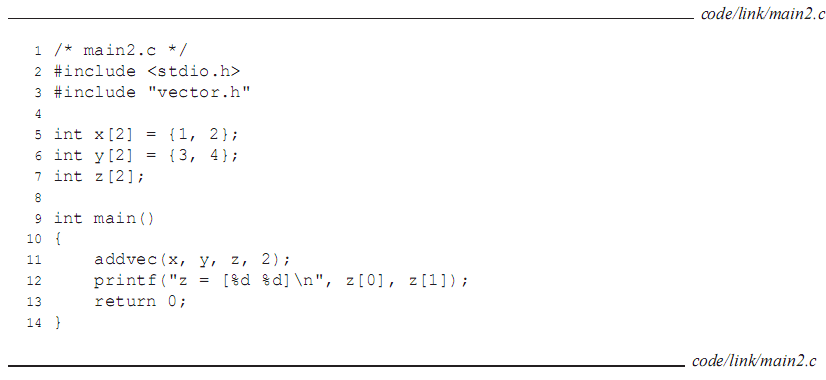 code/link/main2.c
1 /* main2.c */
2 #include <stdio.h>
3 #include "vector.h"
4
5 int x[2] = {1, 2};
6 int y[2] = {3, 4};
7 int z[2];
8
9 int main()
10 {
11     addvec(x, y, z, 2);
12     printf("z = [%d %d]\n", z[0], z[1]);
13     return 0;
14 }
code/link/main2.c